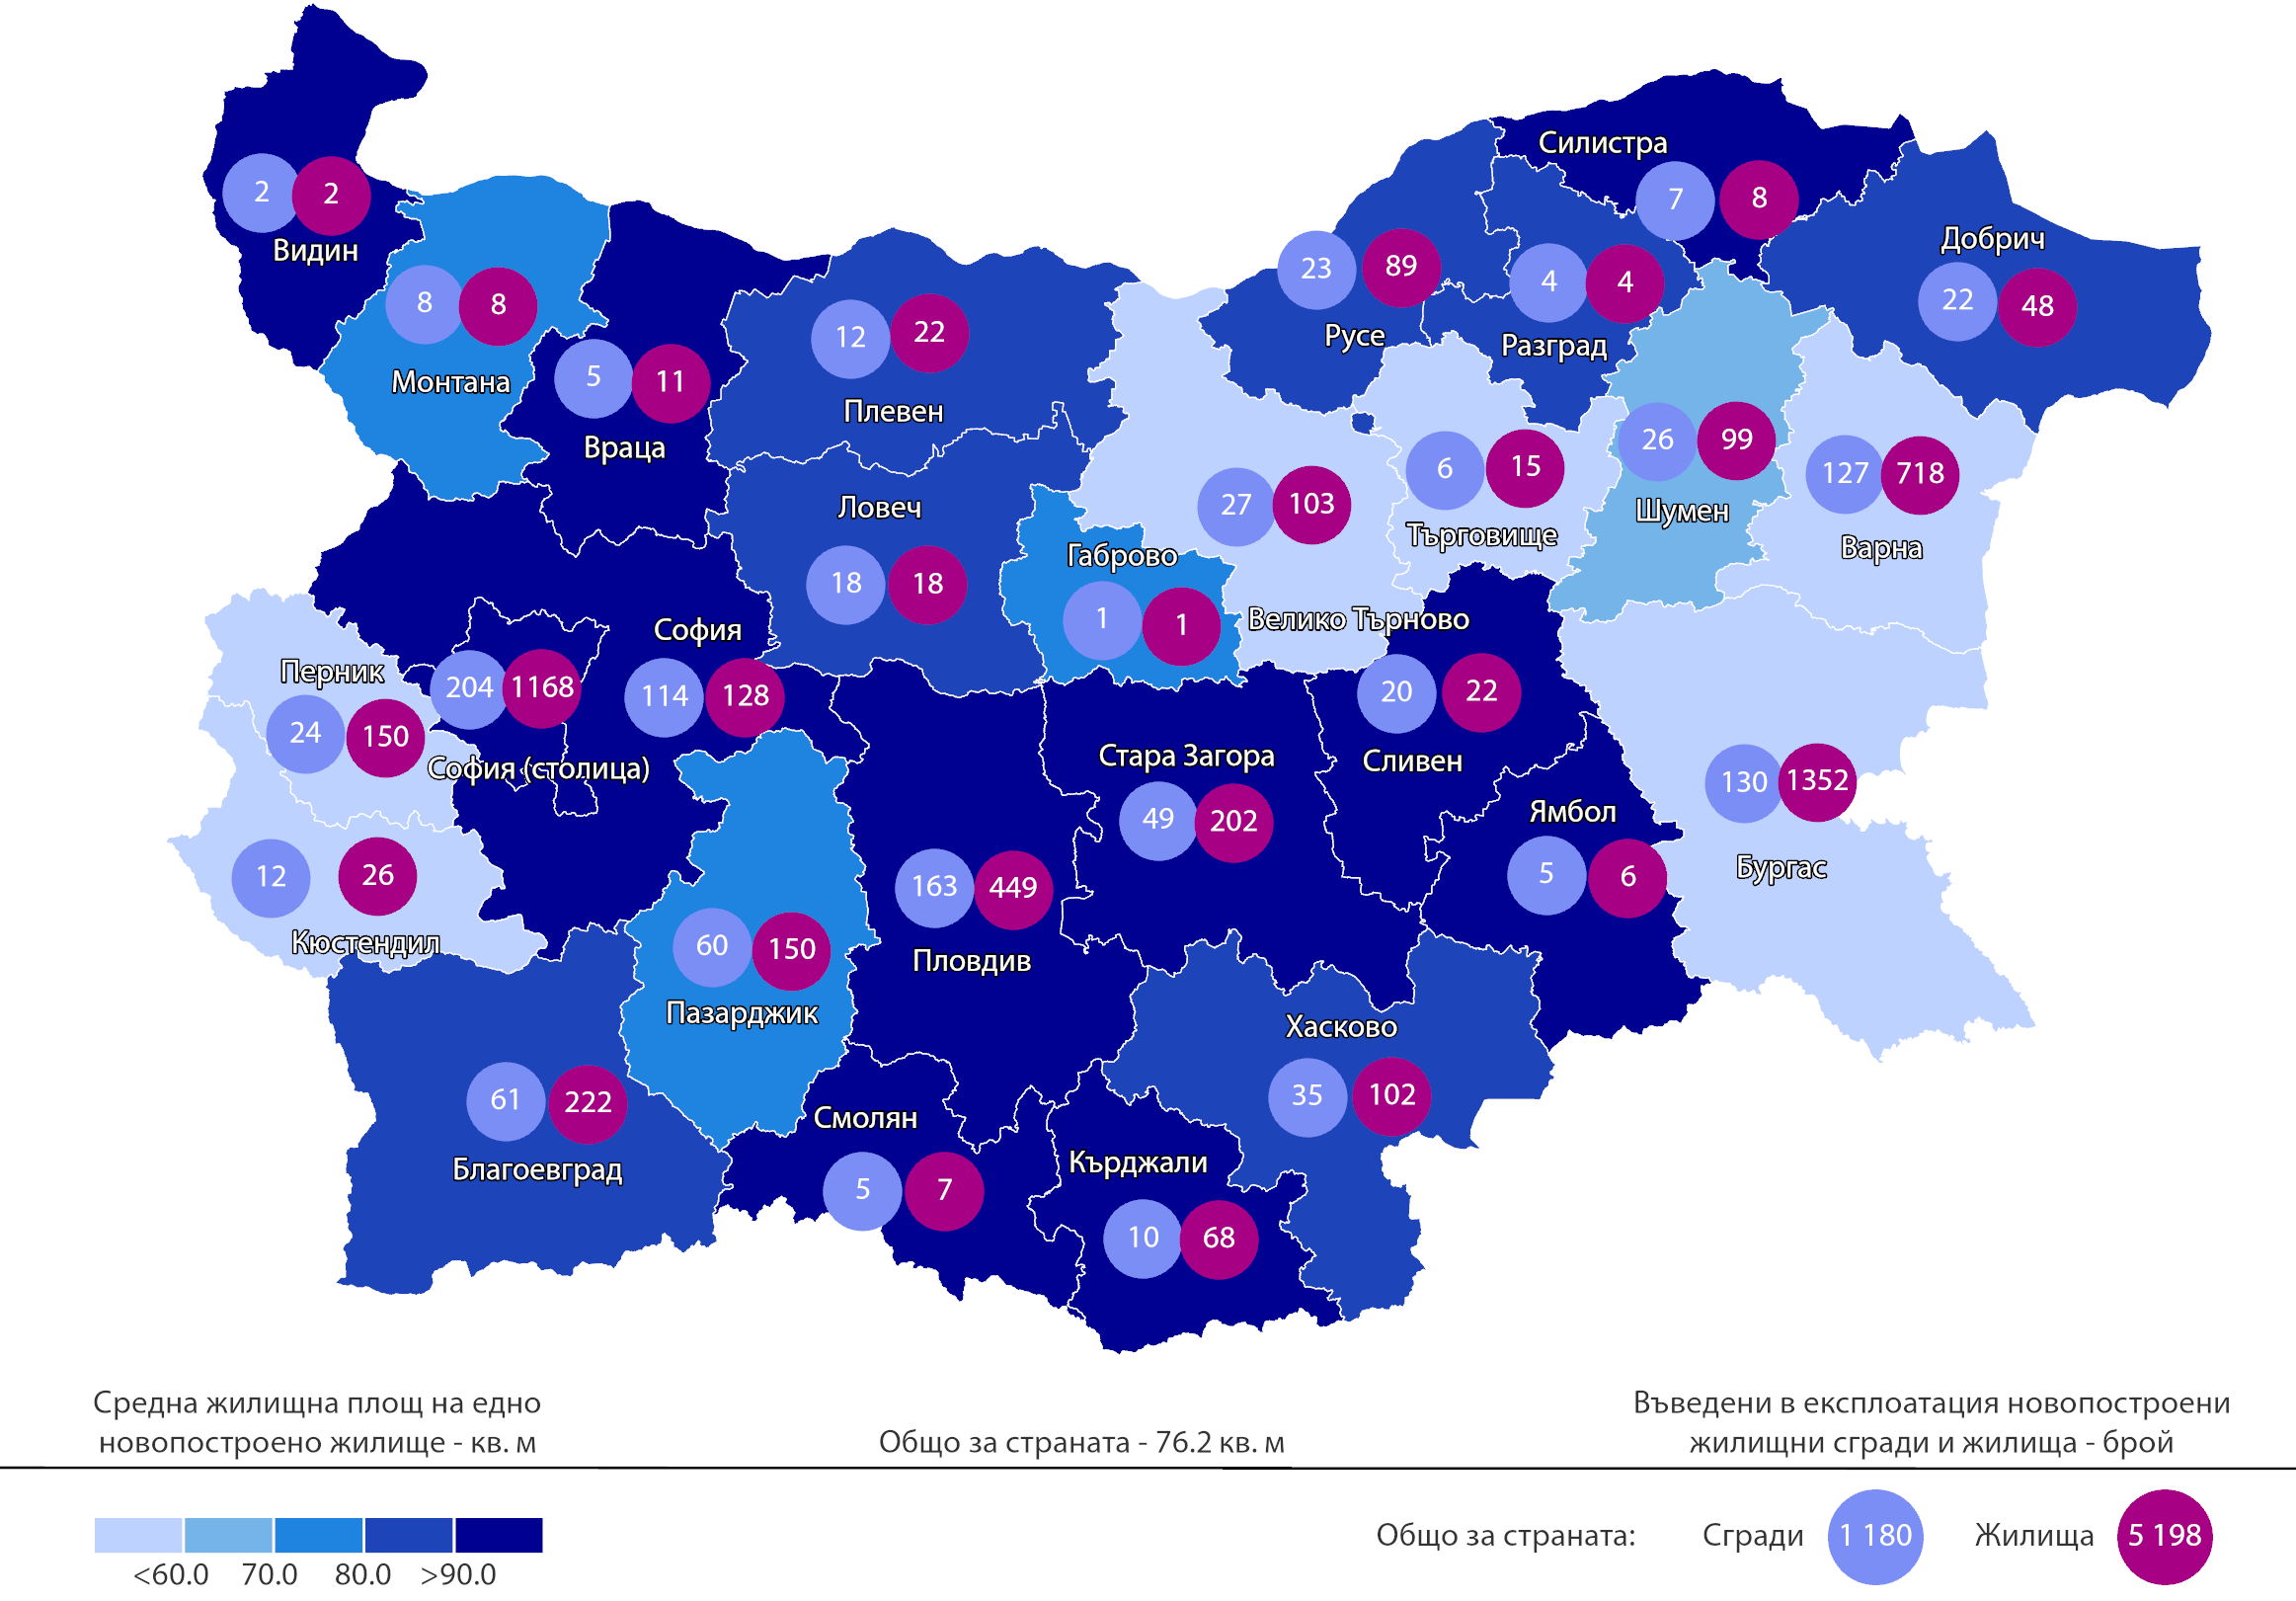 Силистра
7 8
2 2
Видин
Добрич
22 48
23 89
Русе
4 4
Разград
8 8
Монтана
12 22
Плевен
5 11
Враца
6 15
Търговище
26 99
Шумен
127 718
Варна
Ловеч
18 18
27 103
Велико Търново
Габрово
1 1
София
114 128
Перник
24 150
204 1168
София (столица)
20 22
Сливен
Стара Загора
49 202
130 1352
Бургас
Ямбол
5 6
12 26
Кюстендил
163 449
Пловдив
60 150
Пазарджик
Хасково
35 102
61 222
Благоевград
Смолян
5 7
Кърджали
10 68
Средна жилищна площ на едно
новопостроено жилище - кв. м
<60.0 70.0 80.0 >90.0
Общо за страната - 76.2 кв. м
Въведени в експлоатация новопостроени
жилищни сгради и жилища - брой
Общо за страната: Сгради 1 180 Жилища 5 198